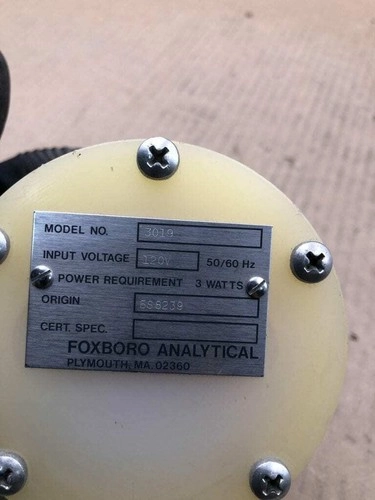 MODEL NO. 3019
INPUT VOLTAGE 120V 50/60 Hz
POWER REQUIREMENT 3 WATTS
ORIGIN 696239
CERT. SPEC.
FOXBORO ANALYTICAL
PLYMOUTH, MA. 02360